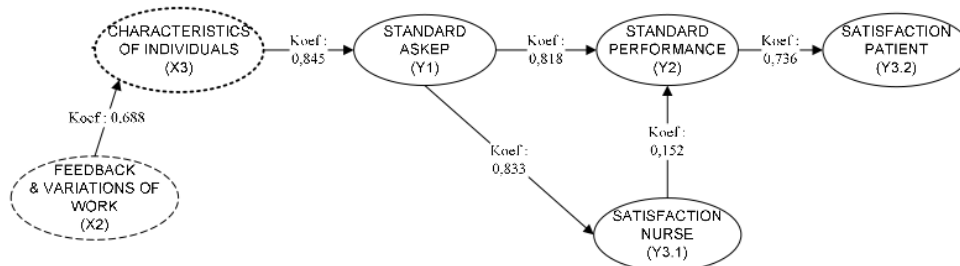 CHARACTERISTICS
OF INDIVIDUALS
(X3)
Koef :
0,845
STANDARD
ASKEP
(Y1)
Koef :
0,818
STANDARD
PERFORMANCE
(Y2)
Koef :
0,736
SATISFACTION
PATIENT
(Y3.2)
Koef : 0,688
Koef :
0,833
Koef :
0,152
FEEDBACK
& VARIATIONS OF
WORK
(X2)
SATISFACTION
NURSE
(Y3.1)